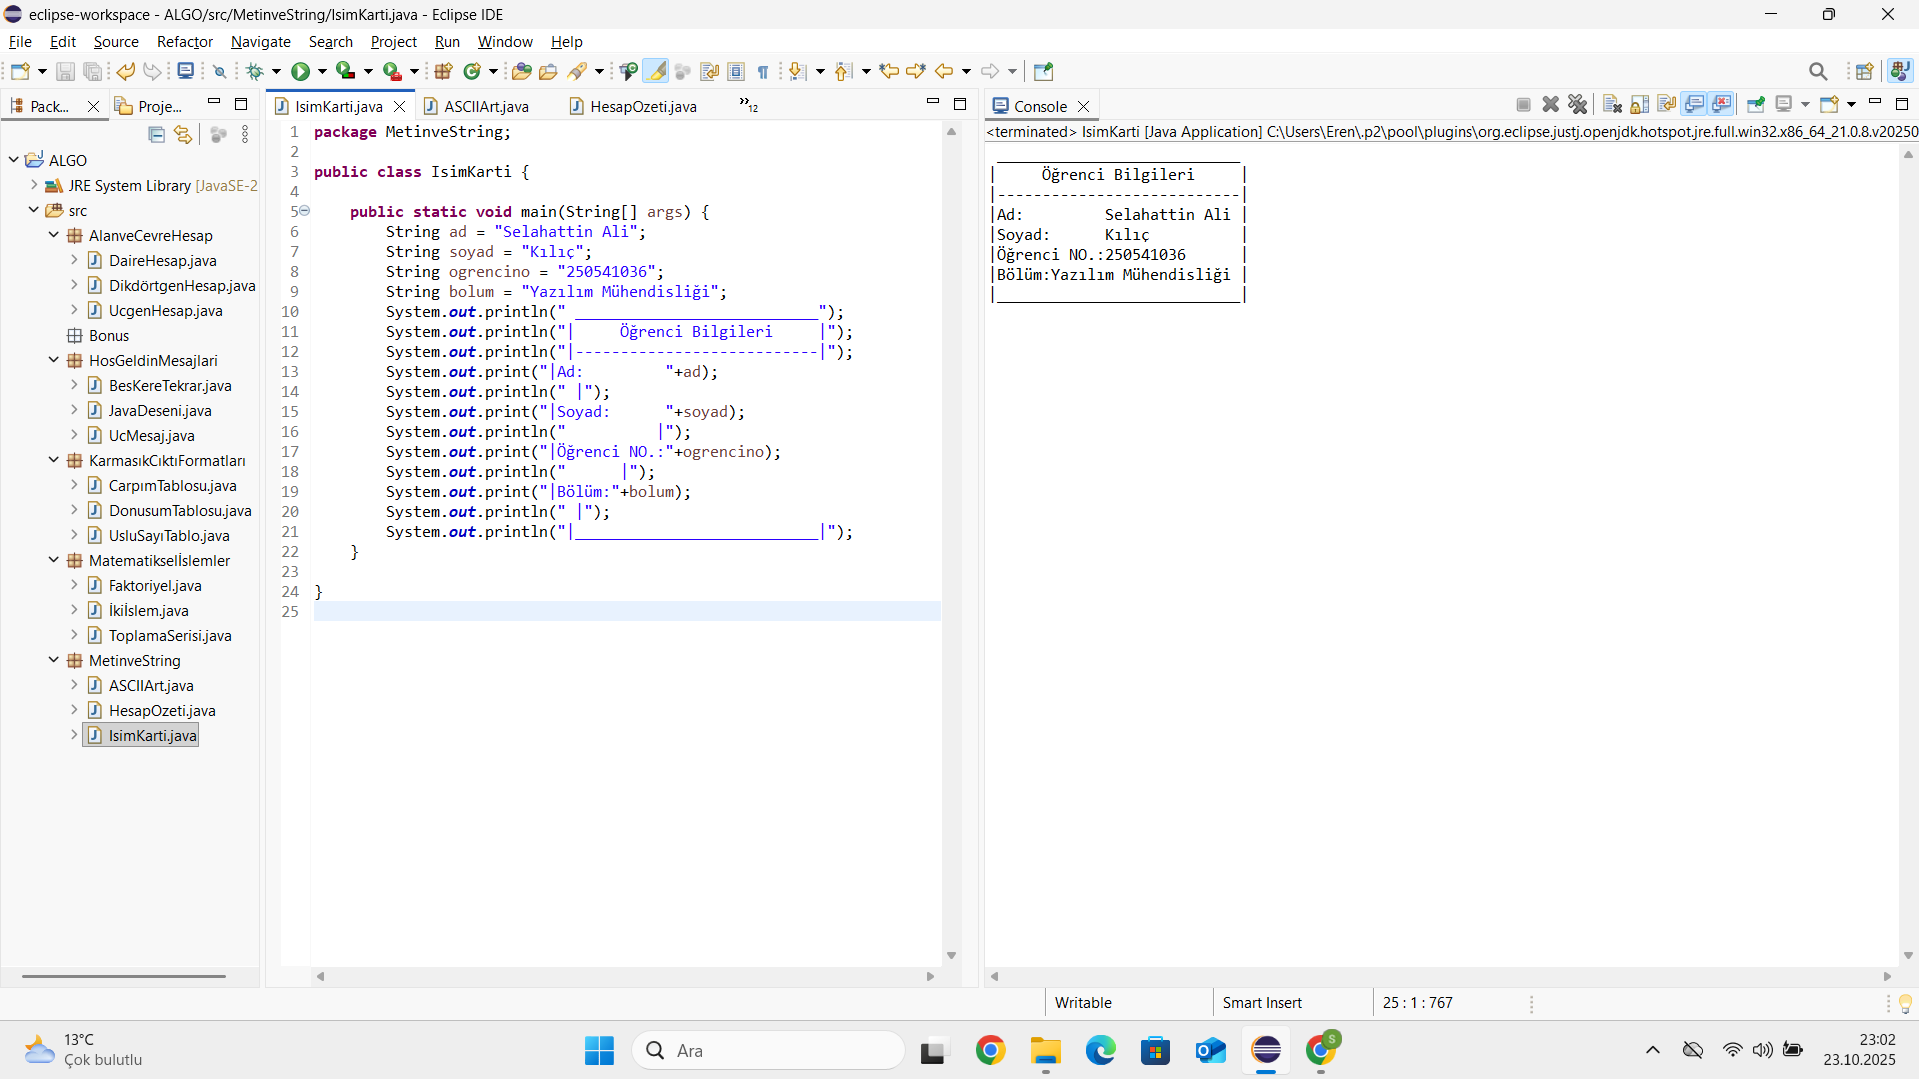 eclipse-workspace - ALGO/src/MetinveString/IsimKarti.java - Eclipse IDE
File Edit Source Refactor Navigate Search Project Run Window Help
Pack...
Proje...
ALGO
JRE System Library [JavaSE-2
src
AlanveCevreHesap
DaireHesap.java
DikdörtgenHesap.java
UcgenHesap.java
Bonus
HosGeldinMesajlari
BesKereTekrar.java
JavaDeseni.java
UcMesaj.java
KarmasıkCıktıFormatları
CarpımTablosu.java
DonusumTablosu.java
UsluSayıTablo.java
Matematikselİslemler
Faktoriyel.java
İkiİslem.java
ToplamaSerisi.java
MetinveString
ASCIIArt.java
HesapOzeti.java
IsimKarti.java
IsimKarti.java ASCIIArt.java HesapOzeti.java »12
1 package MetinveString;
2
3 public class IsimKarti {
4
5     public static void main(String[] args) {
6         String ad = "Selahattin Ali";
7         String soyad = "Kılıç";
8         String ogrencino = "250541036";
9         String bolum = "Yazılım Mühendisliği";
10         System.out.println(" ___________________________");
11         System.out.println("|     Öğrenci Bilgileri     |");
12         System.out.println("|---------------------------|");
13         System.out.print("|Ad:         "+ad);
14         System.out.println(" |");
15         System.out.print("|Soyad:      "+soyad);
16         System.out.println("          |");
17         System.out.print("|Öğrenci NO.:"+ogrencino);
18         System.out.println("      |");
19         System.out.print("|Bölüm:"+bolum);
20         System.out.println(" |");
21         System.out.println("|___________________________|");
22     }
23
24 }
25
Console
<terminated> IsimKarti [Java Application] C:\Users\Eren\.p2\pool\plugins\org.eclipse.justj.openjdk.hotspot.jre.full.win32.x86_64_21.0.8.v20250
 ___________________________
|     Öğrenci Bilgileri     |
|---------------------------|
|Ad:         Selahattin Ali |
|Soyad:      Kılıç          |
|Öğrenci NO.:250541036      |
|Bölüm:Yazılım Mühendisliği |
|___________________________|
Writable
Smart Insert
25 : 1 : 767
13°C
Çok bulutlu
Ara
S
23:02
23.10.2025